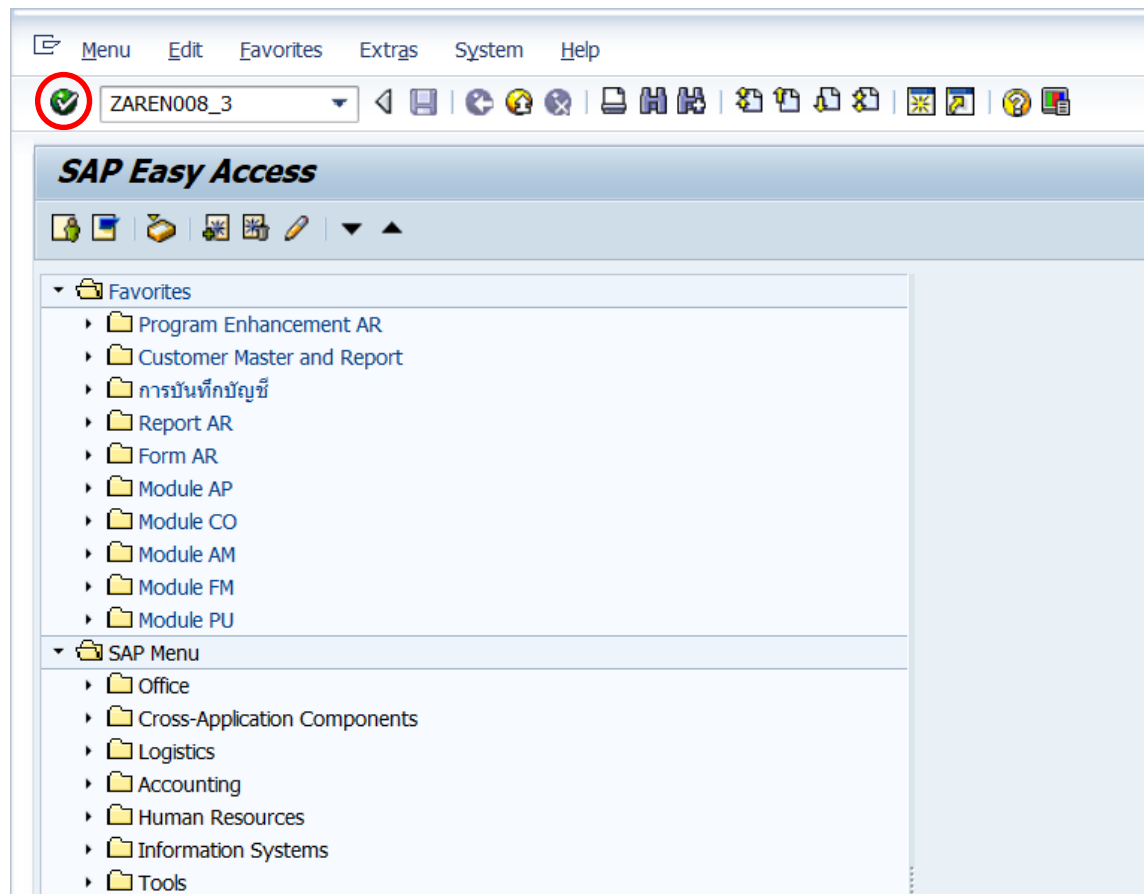 Menu Edit Favorites Extras System Help
ZAREN008_3
SAP Easy Access
Favorites
Program Enhancement AR
Customer Master and Report
การบันทึกบัญชี
Report AR
Form AR
Module AP
Module CO
Module AM
Module FM
Module PU
SAP Menu
Office
Cross-Application Components
Logistics
Accounting
Human Resources
Information Systems
Tools